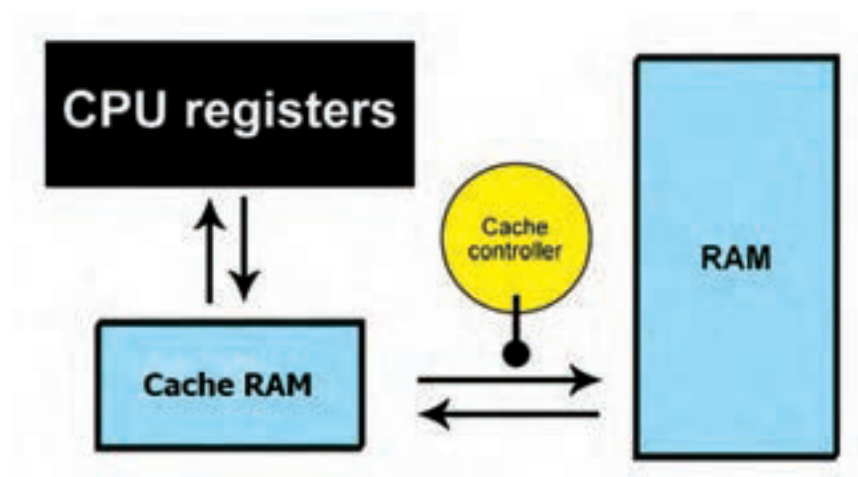 CPU registers
Cache
controller
RAM
Cache RAM